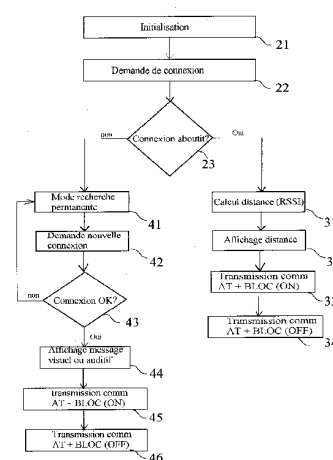 Initialisation
21
Demande de connexion
22
Connexion aboutit?
non
Oui
23
Mode recherche
permanente
41
Demande nouvelle
connexion
42
non
Connexion OK?
43
Oui
Affichage message
visuel ou auditif
44
transmission comm
AT + BLOC (ON)
45
Transmission comm
AT + BLOC (OFF)
46
Calcul distance (RSSI)
Affichage distance
Transmission comm
AT + BLOC (ON)
Transmission comm
AT + BLOC (OFF)
34